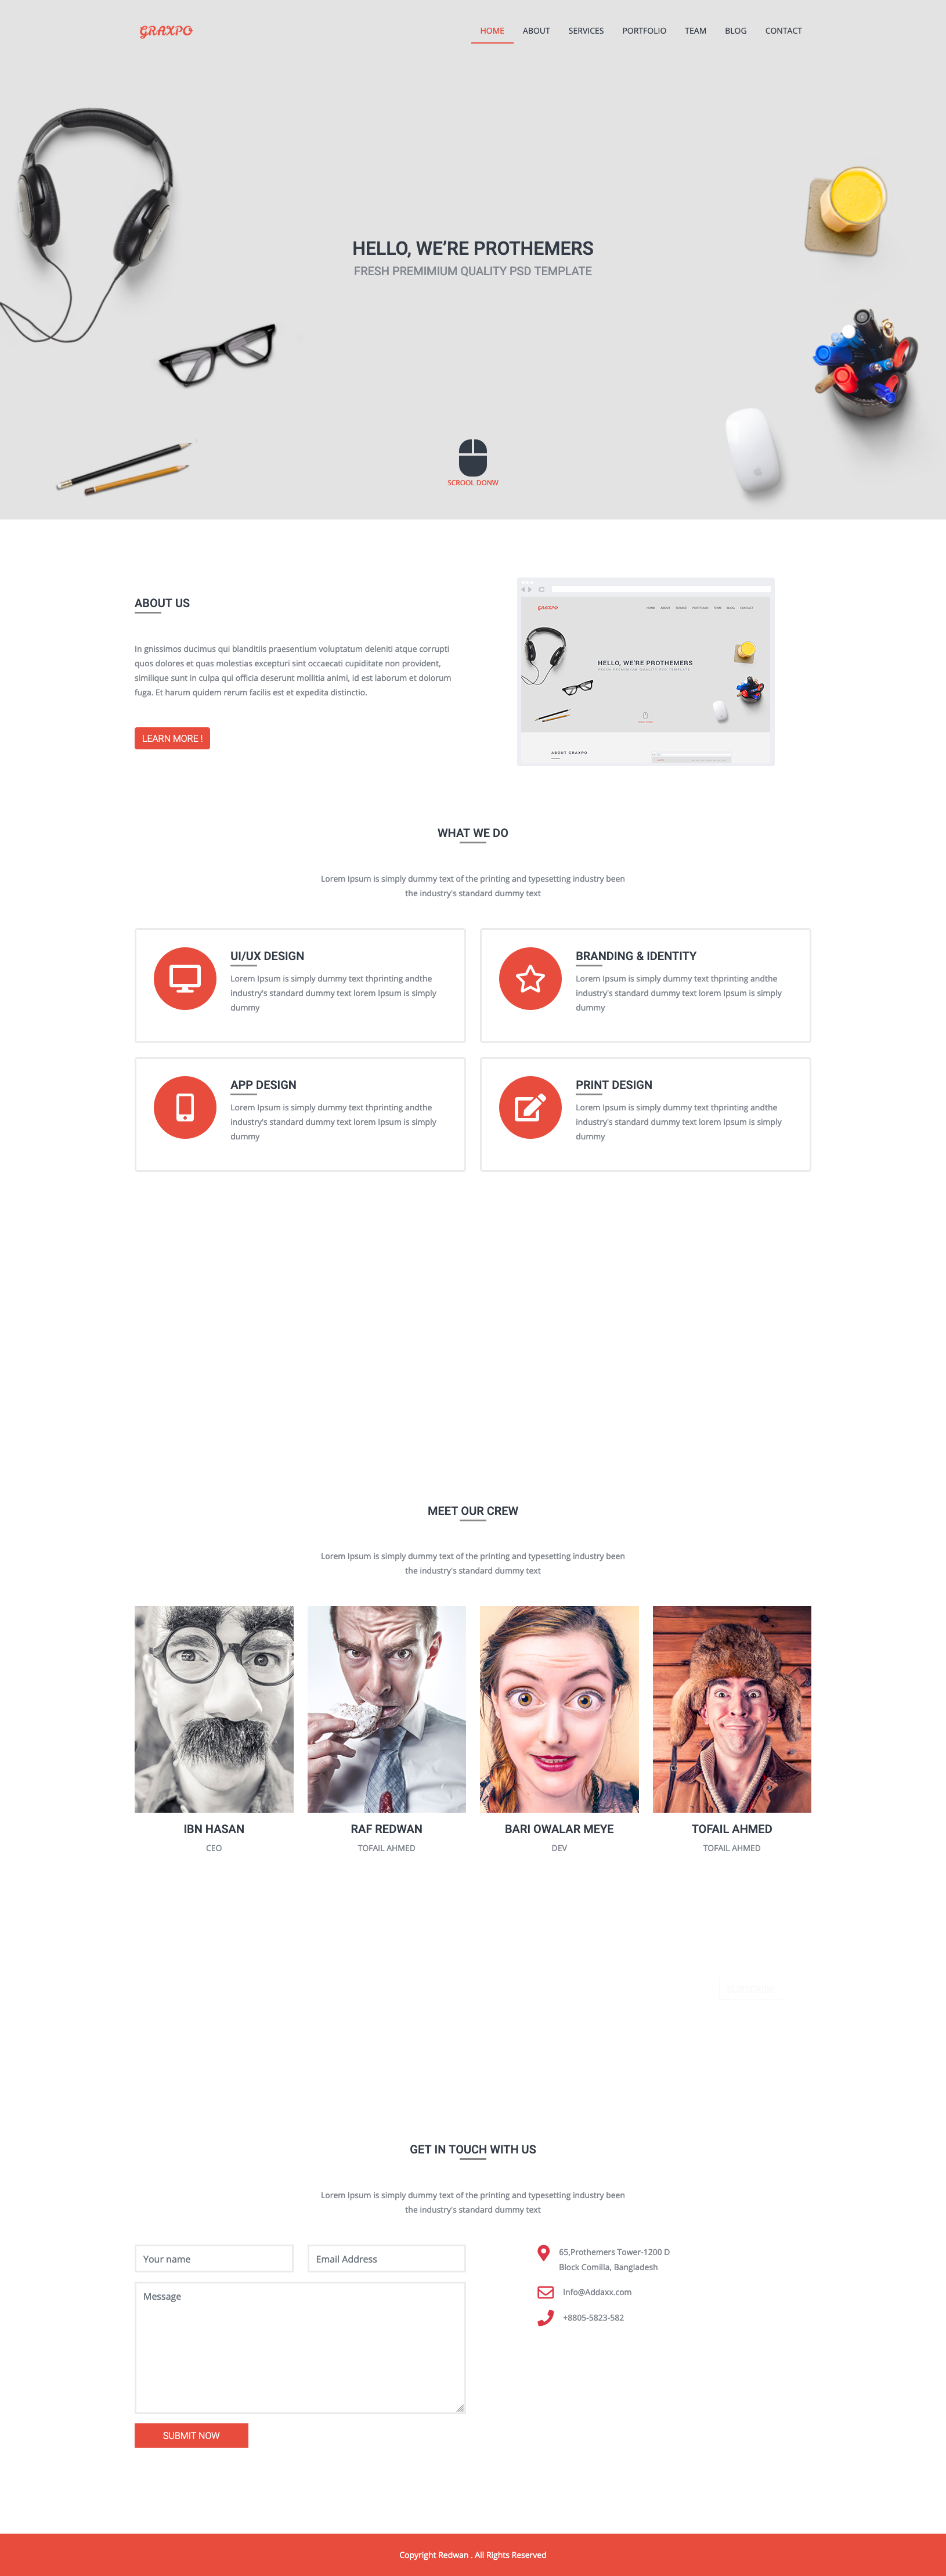 GRAXPO
HOME ABOUT SERVICES PORTFOLIO TEAM BLOG CONTACT
HELLO, WE'RE PROTHEMERS
FRESH PREMIMIUM QUALITY PSD TEMPLATE
SCROOL DONW
ABOUT US
In gnissimos ducimus qui blanditiis praesentium voluptatum deleniti atque corrupti
quos dolores et quas molestias excepturi sint occaecati cupiditate non provident,
similique sunt in culpa qui officia deserunt mollitia animi, id est laborum et dolorum
fuga. Et harum quidem rerum facilis est et expedita distinctio.
LEARN MORE !
GRAXPO
HOME ABOUT SERVICE PORTFOLIO TEAM BLOG CONTACT
HELLO, WE'RE PROTHEMERS
FRESH PREMIMIUM QUALITY PSD TEMPLATE
ABOUT GRAXPO
WHAT WE DO
Lorem Ipsum is simply dummy text of the printing and typesetting industry been
the industry's standard dummy text
UI/UX DESIGN
Lorem Ipsum is simply dummy text thprinting andthe
industry's standard dummy text lorem Ipsum is simply
dummy
BRANDING & IDENTITY
Lorem Ipsum is simply dummy text thprinting andthe
industry's standard dummy text lorem Ipsum is simply
dummy
APP DESIGN
Lorem Ipsum is simply dummy text thprinting andthe
industry's standard dummy text lorem Ipsum is simply
dummy
PRINT DESIGN
Lorem Ipsum is simply dummy text thprinting andthe
industry's standard dummy text lorem Ipsum is simply
dummy
MEET OUR CREW
Lorem Ipsum is simply dummy text of the printing and typesetting industry been
the industry's standard dummy text
IBN HASAN
CEO
RAF REDWAN
TOFAIL AHMED
BARI OWALAR MEYE
DEV
TOFAIL AHMED
TOFAIL AHMED
GET IN TOUCH WITH US
Lorem Ipsum is simply dummy text of the printing and typesetting industry been
the industry's standard dummy text
Your name
Email Address
Message
SUBMIT NOW
65,Prothemers Tower-1200 D
Block Comilla, Bangladesh
Info@Addaxx.com
+8805-5823-582
Copyright Redwan . All Rights Reserved